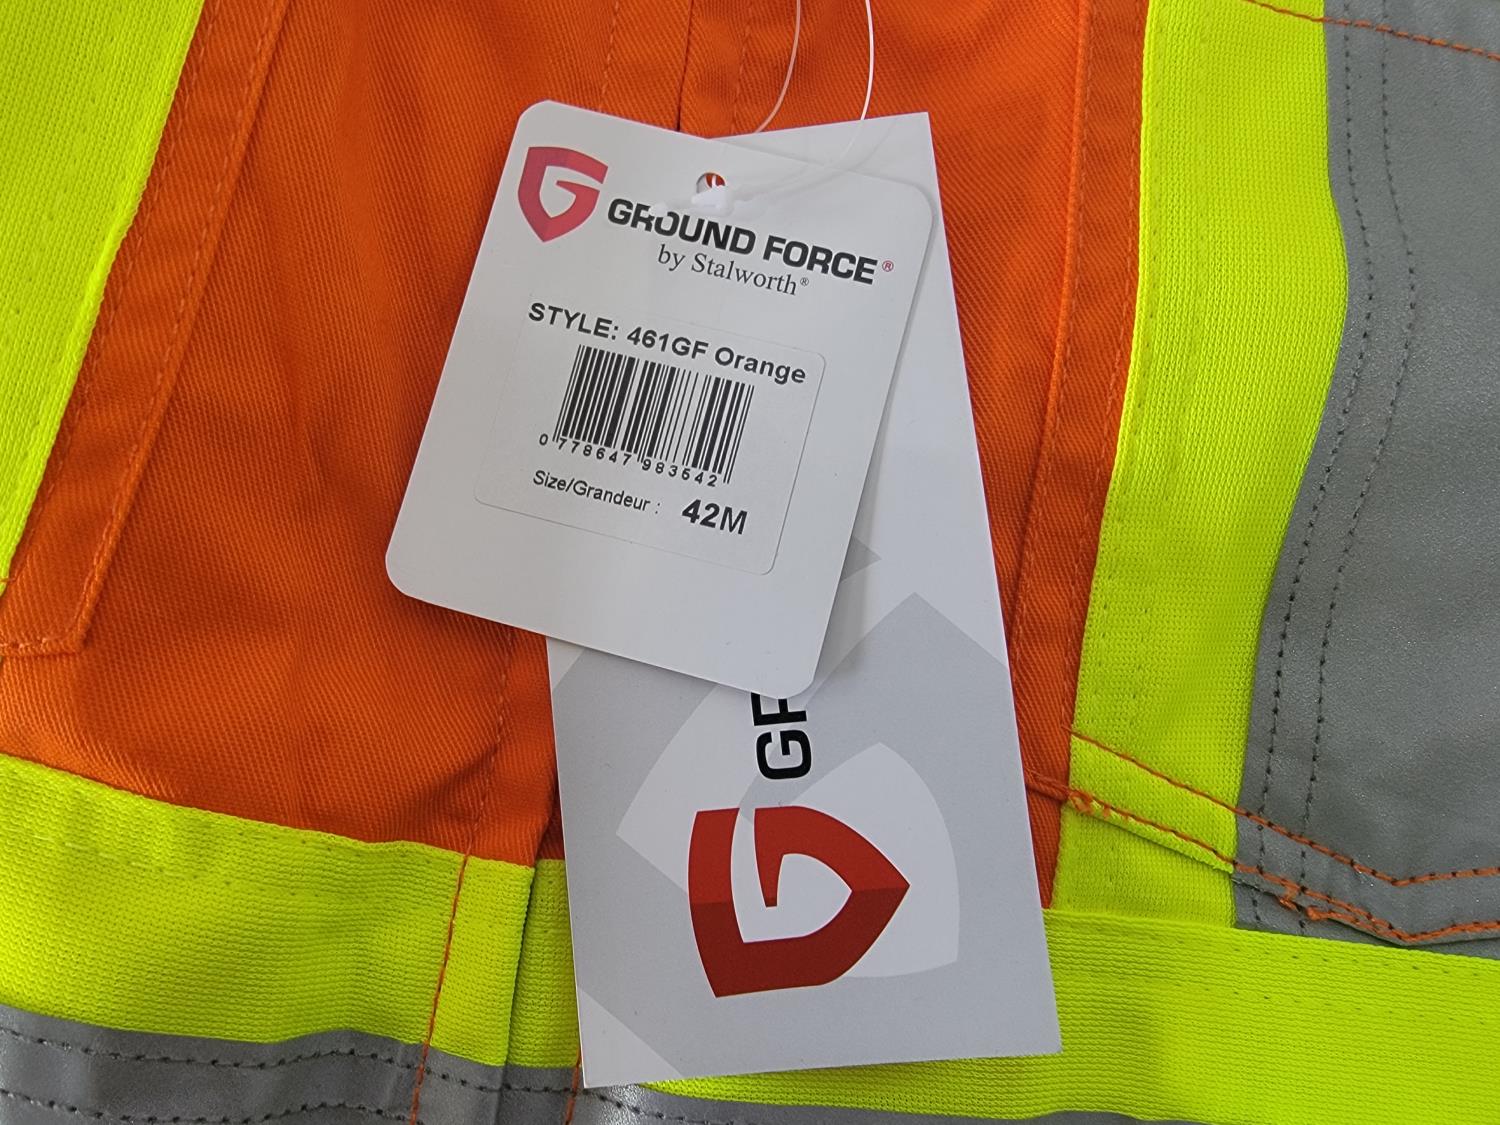 GROUND FORCE®
by Stalworth®
STYLE: 461GF Orange
0 778647 983542
Size/Grandeur : 42M
GR